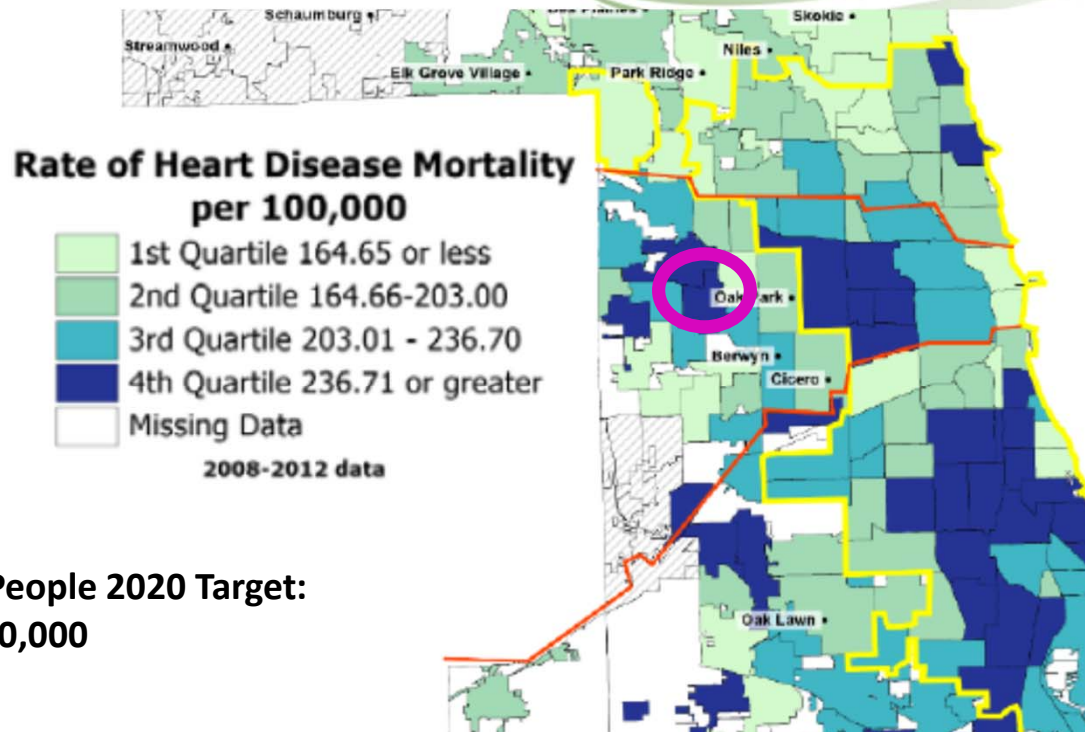 Schaumburg
Skokie
Streamwood
Niles
Elk Grove Village
Park Ridge
Rate of Heart Disease Mortality
per 100,000
1st Quartile 164.65 or less
2nd Quartile 164.66-203.00
3rd Quartile 203.01 - 236.70
4th Quartile 236.71 or greater
Missing Data
2008-2012 data
Oak Park
Berwyn
Cicero
People 2020 Target:
0,000
Oak Lawn